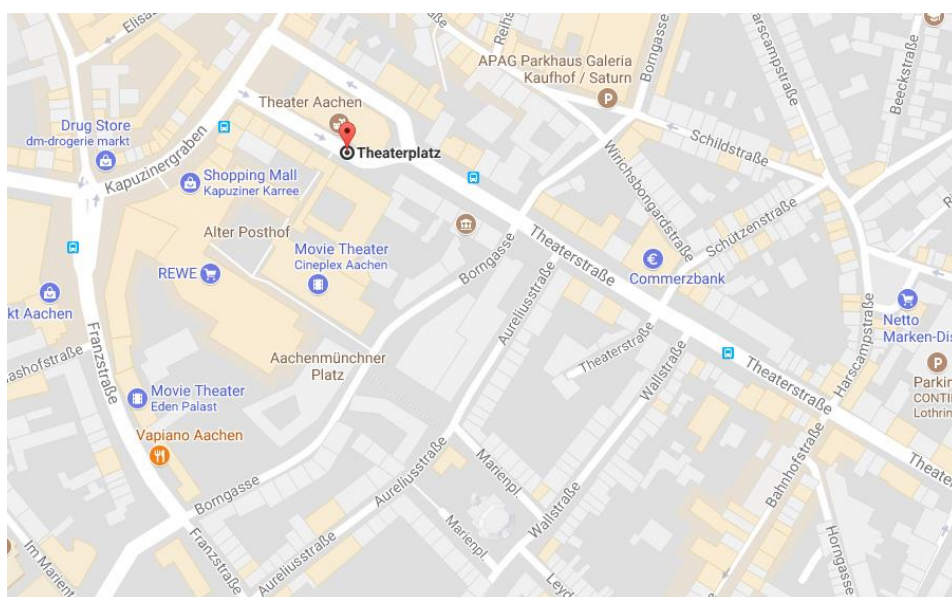 Elisa
Reihs
Borngasse
Harscampstraße
Beeckstraße
APAG Parkhaus Galeria
Kaufhof / Saturn
P
Theater Aachen
Drug Store
dm-drogerie markt
Theaterplatz
Schildstraße
Kapuzinergraben
Shopping Mall
Kapuziner Karree
Wirichsbongardstraße
Schützenstraße
Alter Posthof
Movie Theater
Cineplex Aachen
Borngasse
Theaterstraße
REWE
€
Commerzbank
kt Aachen
Aureliusstraße
Netto
Marken-Dis
Franzstraße
ashofstraße
Aachenmünchner
Platz
Theaterstraße
Wallstraße
Harscampstraße
Theaterstraße
P
Parkin
CONTI
Lothrin
Movie Theater
Eden Palast
Vapiano Aachen
Aureliusstraße
Marienpl
Bahnhofstraße
Theate
Borngasse
Wallstraße
Marienpl
Franzstraße
Im Marient
Aureliusstraße
Leyd
Horngasse